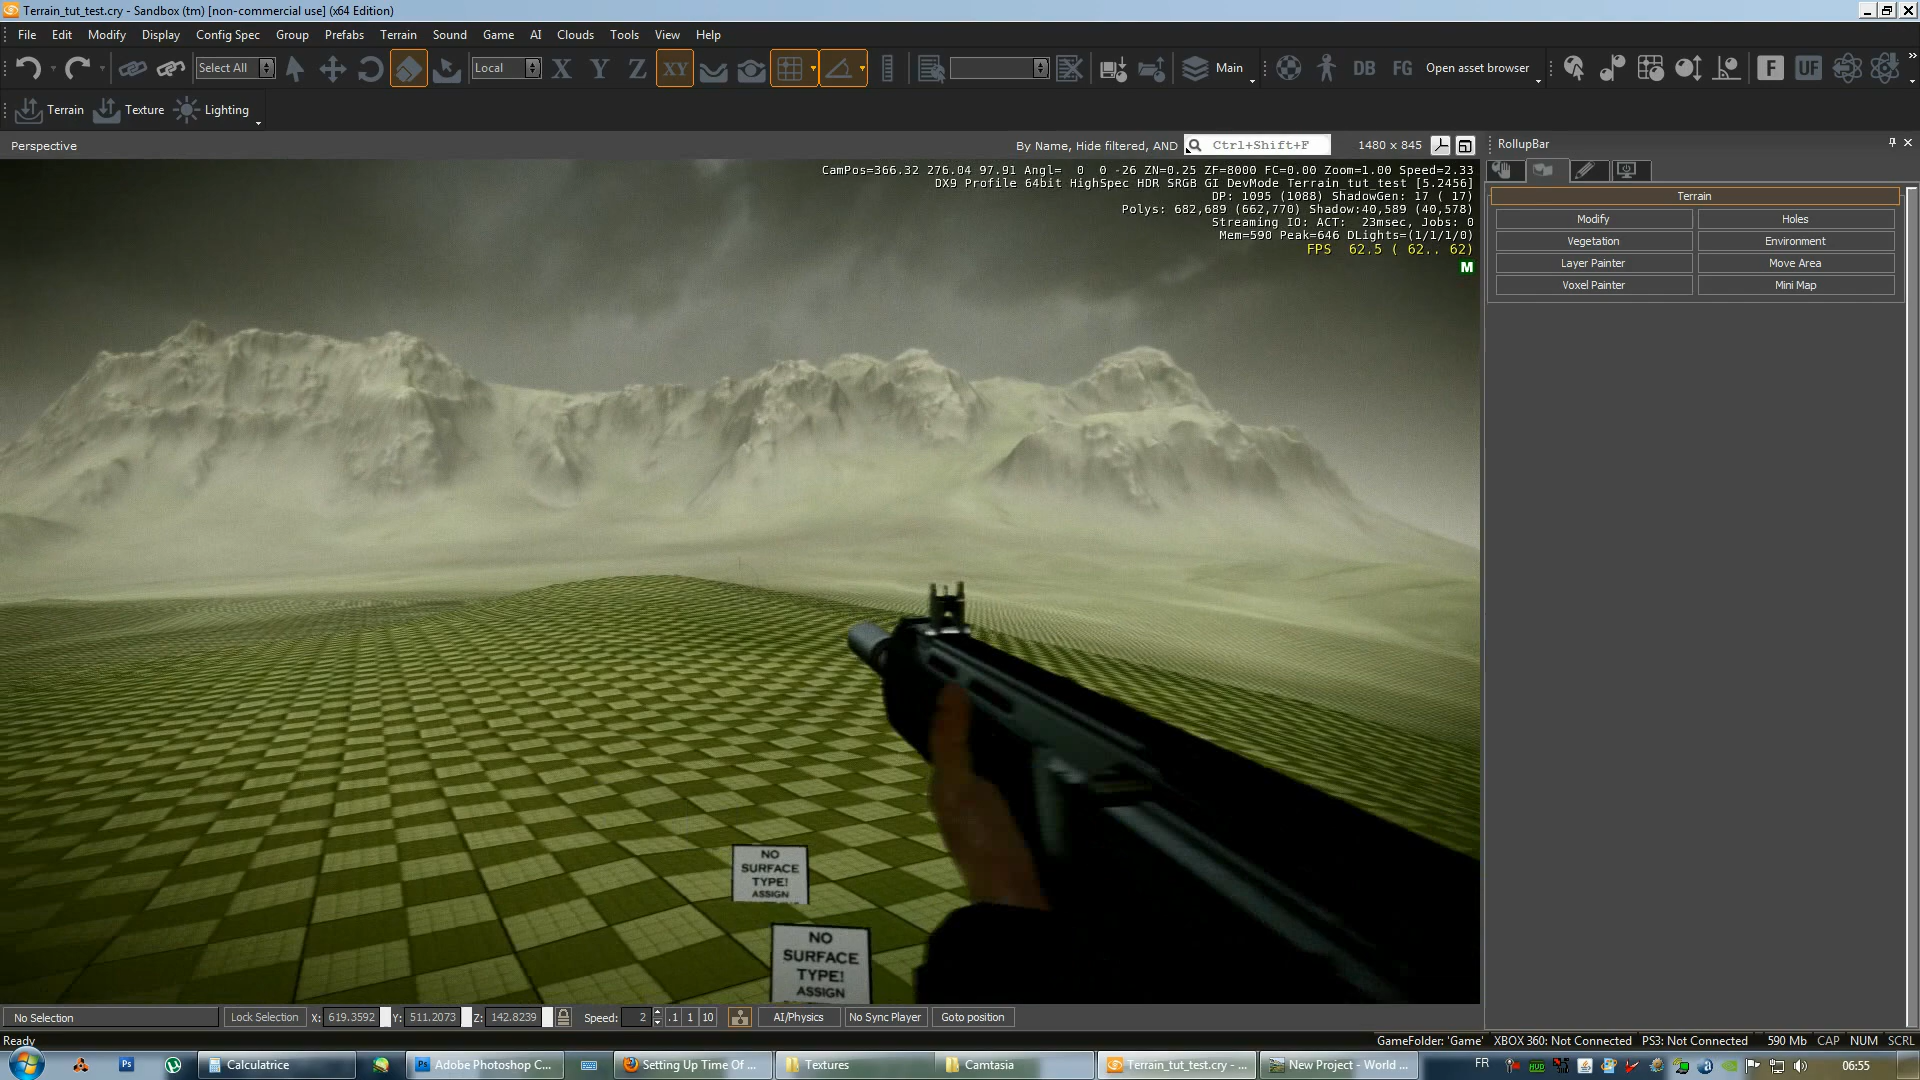 Terrain_tut_test.cry - Sandbox (tm) [non-commercial use] (x64 Edition)
File Edit Modify Display Config Spec Group Prefabs Terrain Sound Game AI Clouds Tools View Help
Select All Local X Y Z XY Main DB FG Open asset browser F UF
Terrain Texture Lighting
Perspective By Name, Hide filtered, AND Ctrl+Shift+F 1480 x 845 RollupBar
CamPos=366.32 276.04 97.91 Angl= 0 0 -26 ZN=0.25 ZF=8000 FC=0.00 Zoom=1.00 Speed=2.33
DX9 Profile 64bit HighSpec HDR SRGB GI DevMode Terrain_tut_test [5.2456]
DP: 1095 (1088) ShadowGen: 17 ( 17)
Polys: 682,689 (662,770) Shadow:40,589 (40,578)
Streaming IO: ACT: 23msec, Jobs: 0
Mem=590 Peak=646 DLights=(1/1/1/0)
FPS 62.5 ( 62.. 62)
M
Terrain
Modify Holes
Vegetation Environment
Layer Painter Move Area
Voxel Painter Mini Map
NO
SURFACE
TYPE!
ASSIGN
NO
SURFACE
TYPE!
ASSIGN
No Selection Lock Selection X: 619.3592 Y: 511.2073 Z: 142.8239 Speed: 2 .1 1 10 AI/Physics No Sync Player Goto position
Ready GameFolder: 'Game' XBOX 360: Not Connected PS3: Not Connected 590 Mb CAP NUM SCRL
Ps Calculatrice Ps Adobe Photoshop C... Setting Up Time Of ... Textures Camtasia Terrain_tut_test.cry - ... New Project - World ... FR 06:55